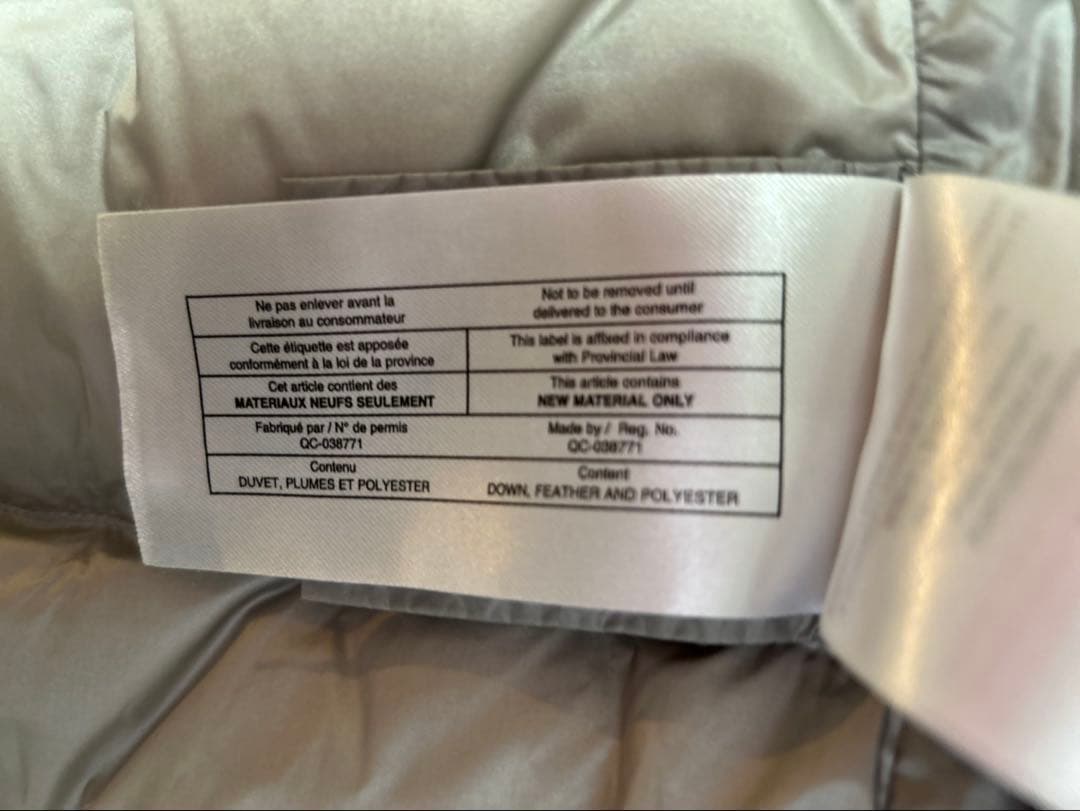 Ne pas enlever avant la
livraison au consommateur
Not to be removed until
delivered to the consumer
Cette étiquette est apposée
conformément à la loi de la province
This label is affixed in compliance
with Provincial Law
Cet article contient des
MATERIAUX NEUFS SEULEMENT
This article contains
NEW MATERIAL ONLY
Fabriqué par / N° de permis
QC-038771
Made by / Reg. No.
QC-038771
Contenu
DUVET, PLUMES ET POLYESTER
Content
DOWN, FEATHER AND POLYESTER